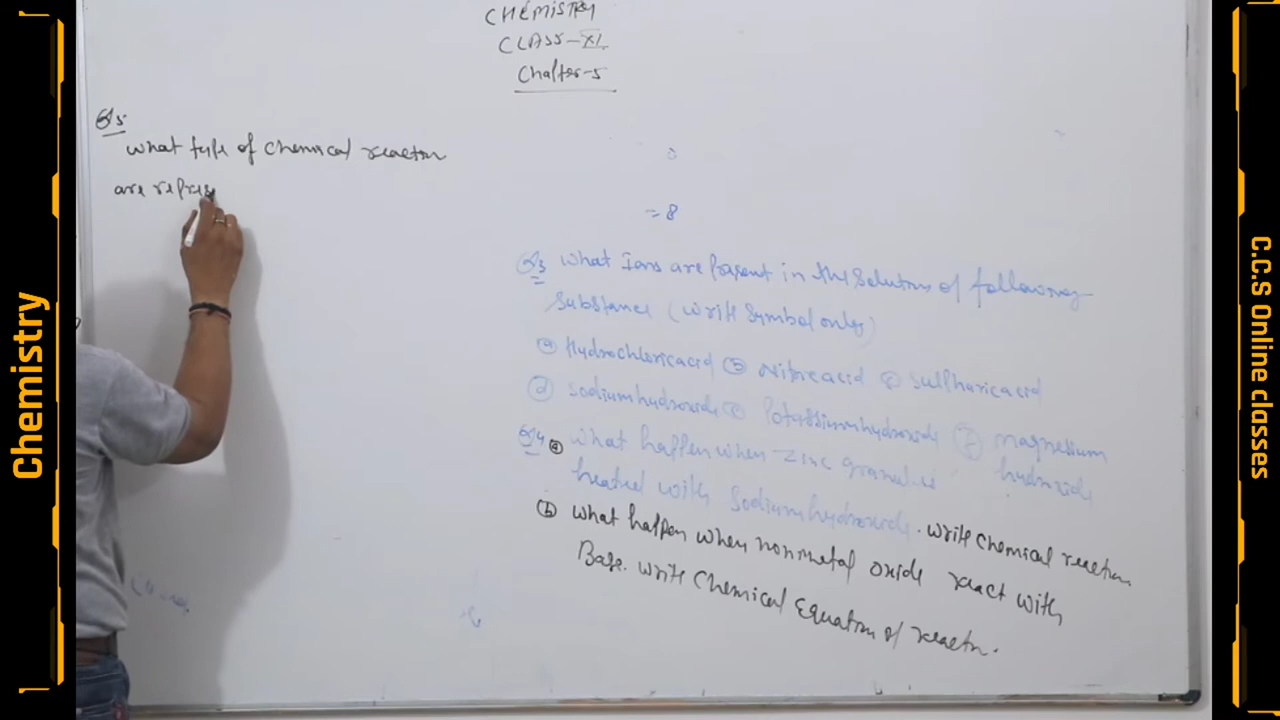 CHEMISTRY
CLASS-XI
Chapter-5
Q5
what type of chemical reaction
are repres
= 8
Q3 what Ions are present in the solution of following
substance (write symbol only)
(a) Hydrochloric acid (b) Nitric acid (c) Sulphuric acid
(d) sodium hydroxide (e) Potassium hydroxide (f) magnesium
hydroxide
Q4 (a) what happen when zinc granules
heated with sodium hydroxide. write chemical reaction.
(b) what happen when nonmetal oxide react with
Base. write Chemical Equation of reaction.
Chemistry
C.C.S Online classes